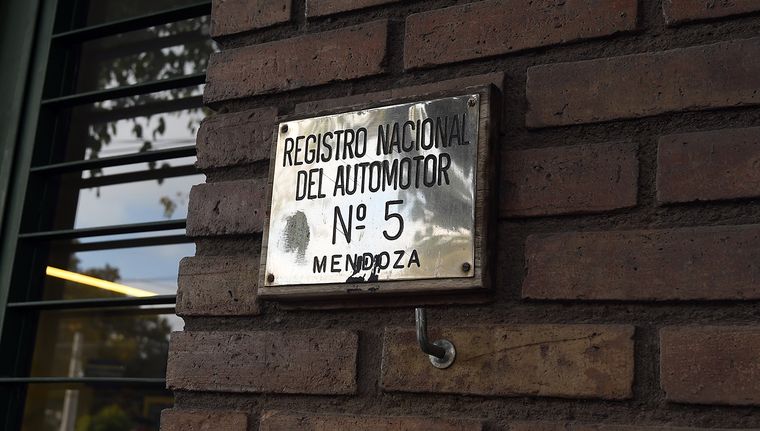 REGISTRO NACIONAL
DEL AUTOMOTOR
Nº 5
MENDOZA